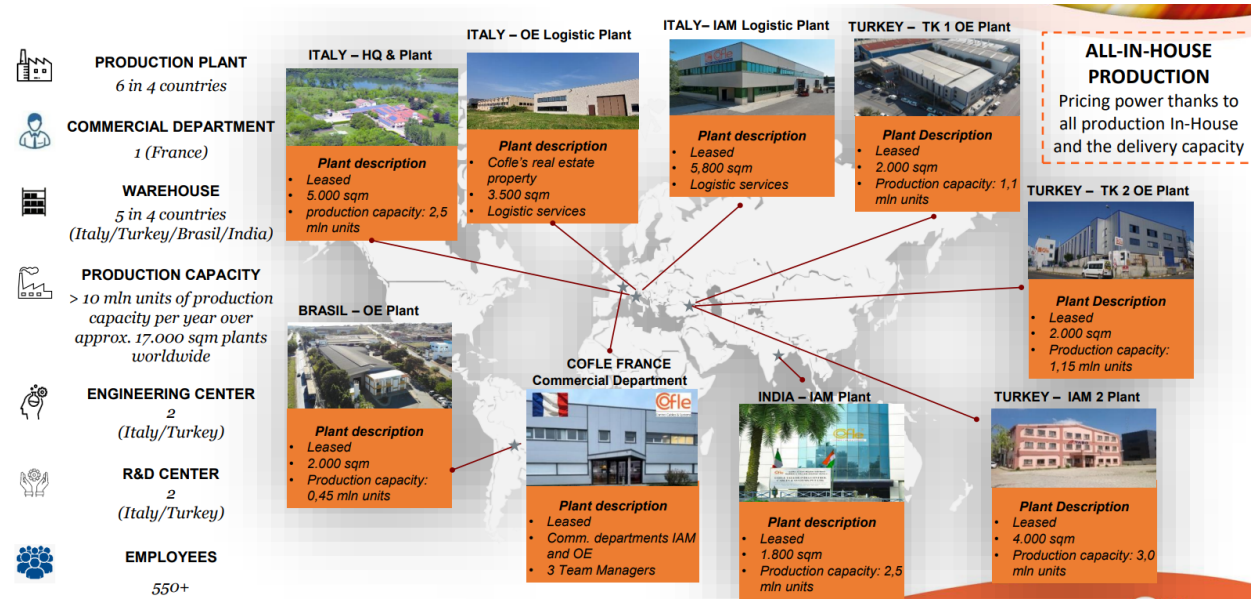 PRODUCTION PLANT
6 in 4 countries
COMMERCIAL DEPARTMENT
1 (France)
WAREHOUSE
5 in 4 countries
(Italy/Turkey/Brasil/India)
PRODUCTION CAPACITY
> 10 mln units of production
capacity per year over
approx. 17.000 sqm plants
worldwide
ENGINEERING CENTER
2
(Italy/Turkey)
R&D CENTER
2
(Italy/Turkey)
EMPLOYEES
550+
ITALY – HQ & Plant
Plant description
• Leased
• 5.000 sqm
• production capacity: 2,5
mln units
ITALY – OE Logistic Plant
Plant description
• Cofle's real estate
property
• 3.500 sqm
• Logistic services
ITALY– IAM Logistic Plant
Plant description
• Leased
• 5,800 sqm
• Logistic services
TURKEY – TK 1 OE Plant
Plant Description
• Leased
• 2.000 sqm
• Production capacity: 1,1
mln units
ALL-IN-HOUSE
PRODUCTION
Pricing power thanks to
all production In-House
and the delivery capacity
TURKEY – TK 2 OE Plant
Plant Description
• Leased
• 2.000 sqm
• Production capacity:
1,15 mln units
BRASIL – OE Plant
Plant description
• Leased
• 2.000 sqm
• Production capacity:
0,45 mln units
COFLE FRANCE
Commercial Department
Cofle
Plant description
• Leased
• Comm. departments IAM
and OE
• 3 Team Managers
INDIA – IAM Plant
Cofle
Plant description
• Leased
• 1.800 sqm
• Production capacity: 2,5
mln units
TURKEY – IAM 2 Plant
Plant Description
• Leased
• 4.000 sqm
• Production capacity: 3,0
mln units